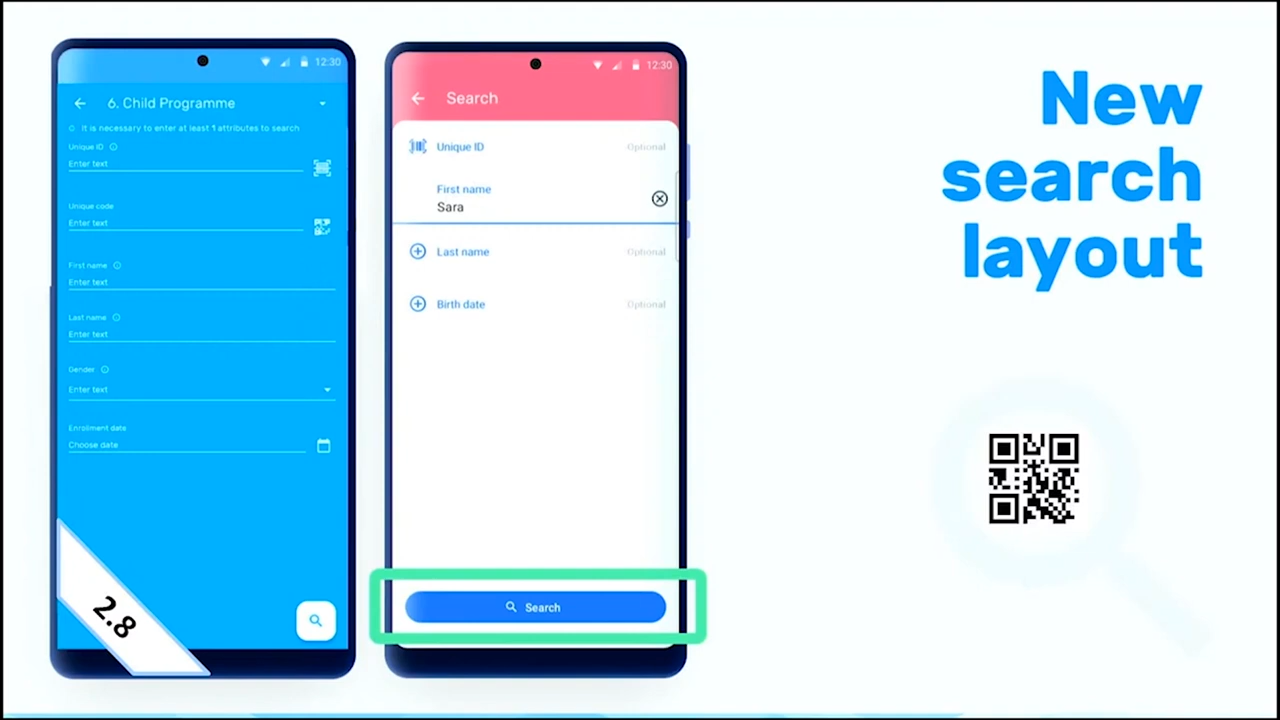 12:30
6. Child Programme
It is necessary to enter at least 1 attributes to search
Unique ID
Enter text
Unique code
Enter text
First name
Enter text
Last name
Enter text
Gender
Enter text
Enrollment date
Choose date
2.8
12:30
Search
Unique ID Optional
First name
Sara
Last name Optional
Birth date Optional
Search
New
search
layout